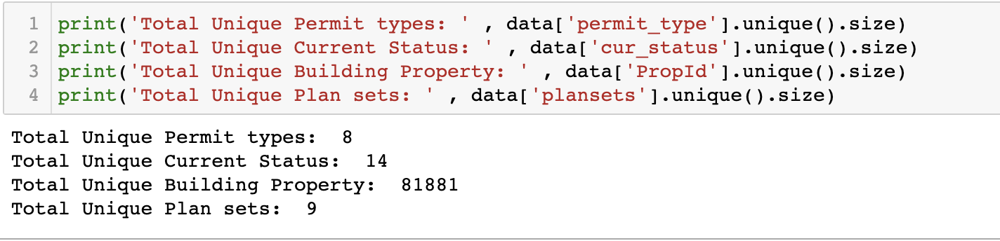 1 print('Total Unique Permit types: ' , data['permit_type'].unique().size)
2 print('Total Unique Current Status: ' , data['cur_status'].unique().size)
3 print('Total Unique Building Property: ' , data['PropId'].unique().size)
4 print('Total Unique Plan sets: ' , data['plansets'].unique().size)
Total Unique Permit types:  8
Total Unique Current Status:  14
Total Unique Building Property:  81881
Total Unique Plan sets:  9